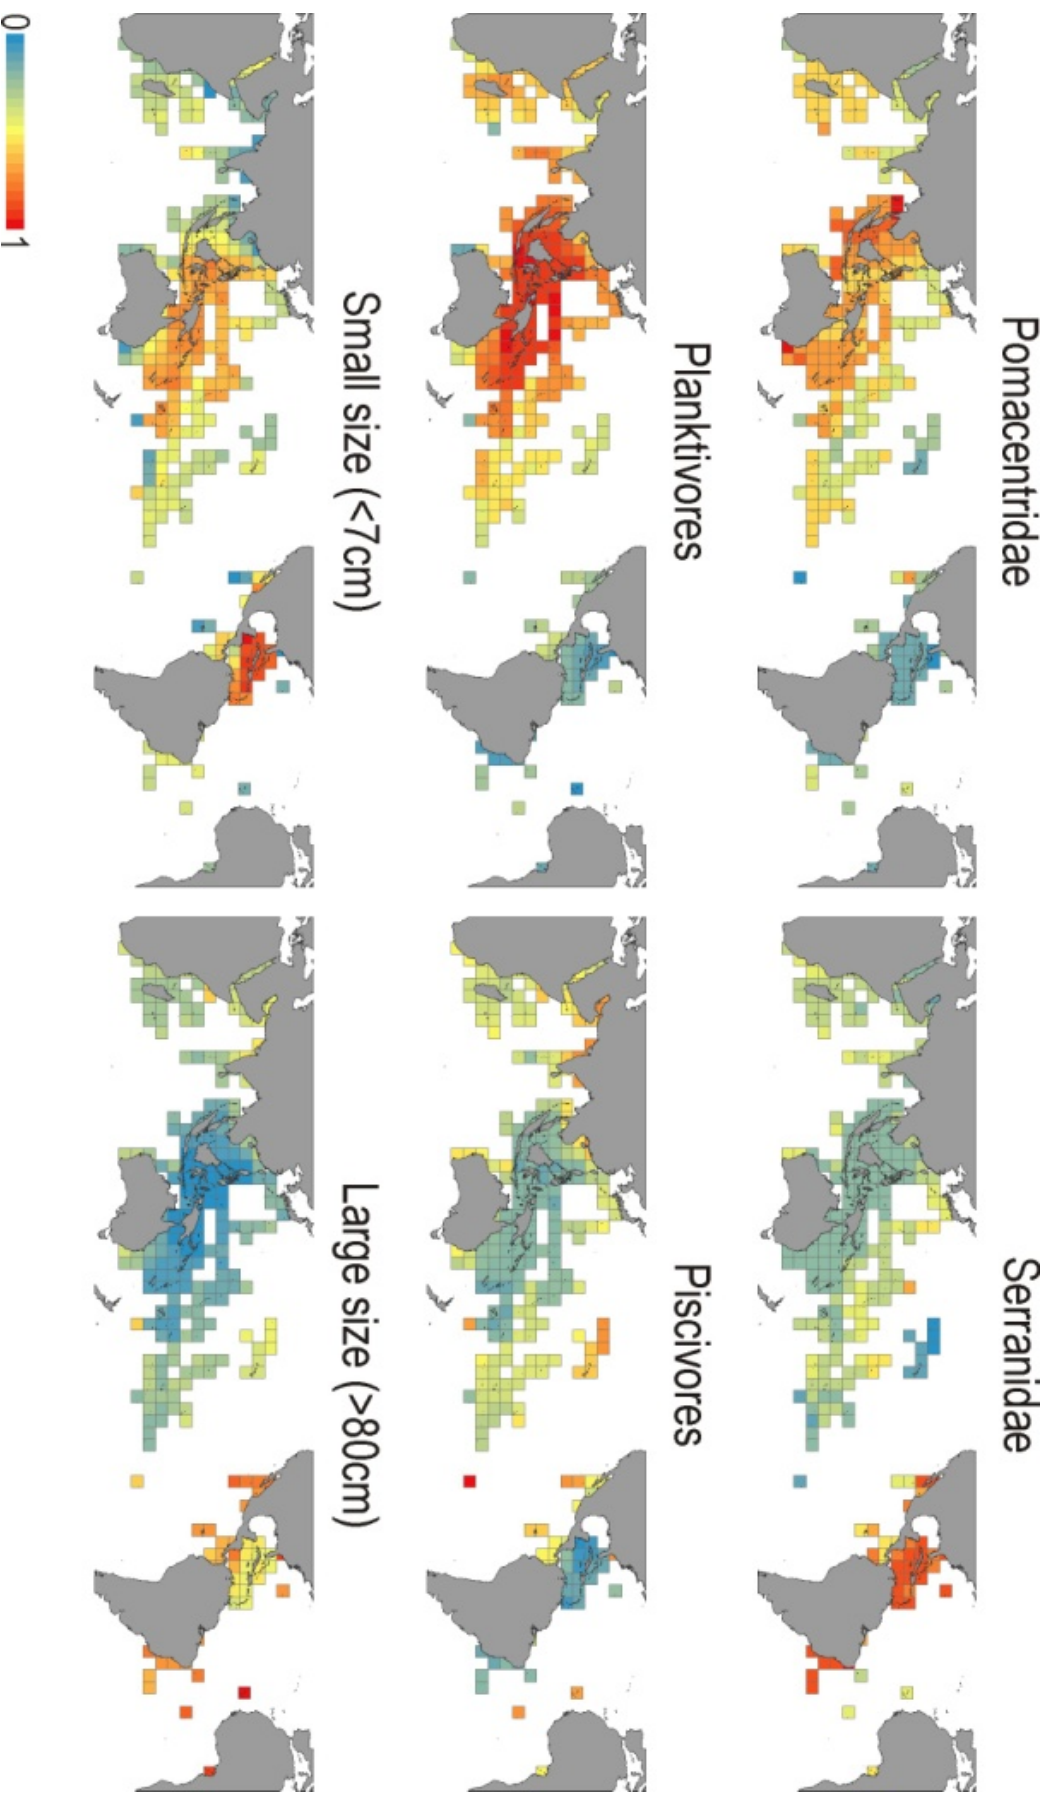 Pomacentridae
Serranidae
Planktivores
Piscivores
Small size (<7cm)
Large size (>80cm)
0
1